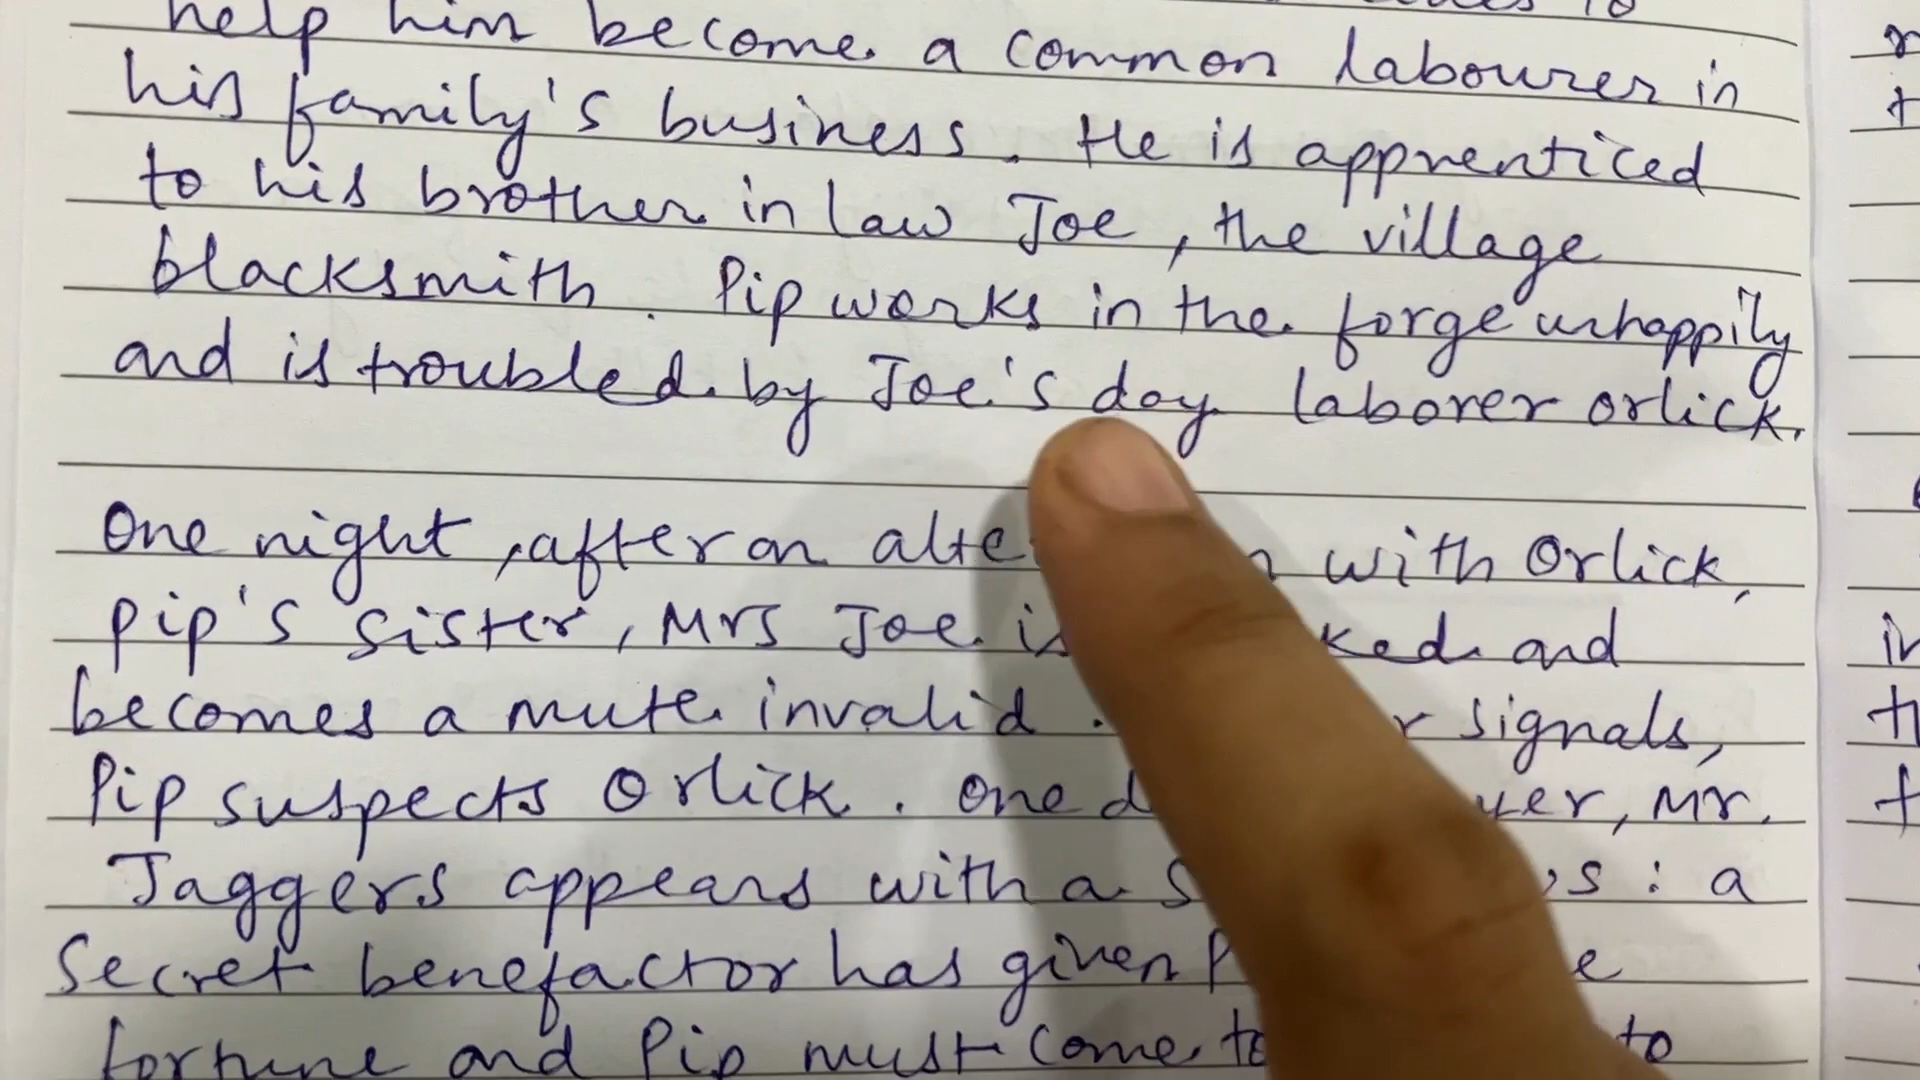 help him become a common labourer in
his family's business. He is apprenticed
to his brother in law Joe, the village
blacksmith. Pip works in the forge unhappily
and is troubled by Joe's day laborer orlick.
One night, after an with Orlick,
pip's sister, Mrs Joe is and
becomes a mute invalid. signals,
Pip suspects Orlick. One Mr.
Jaggers appears with a : a
Secret benefactor has given
fortune and Pip must come to to